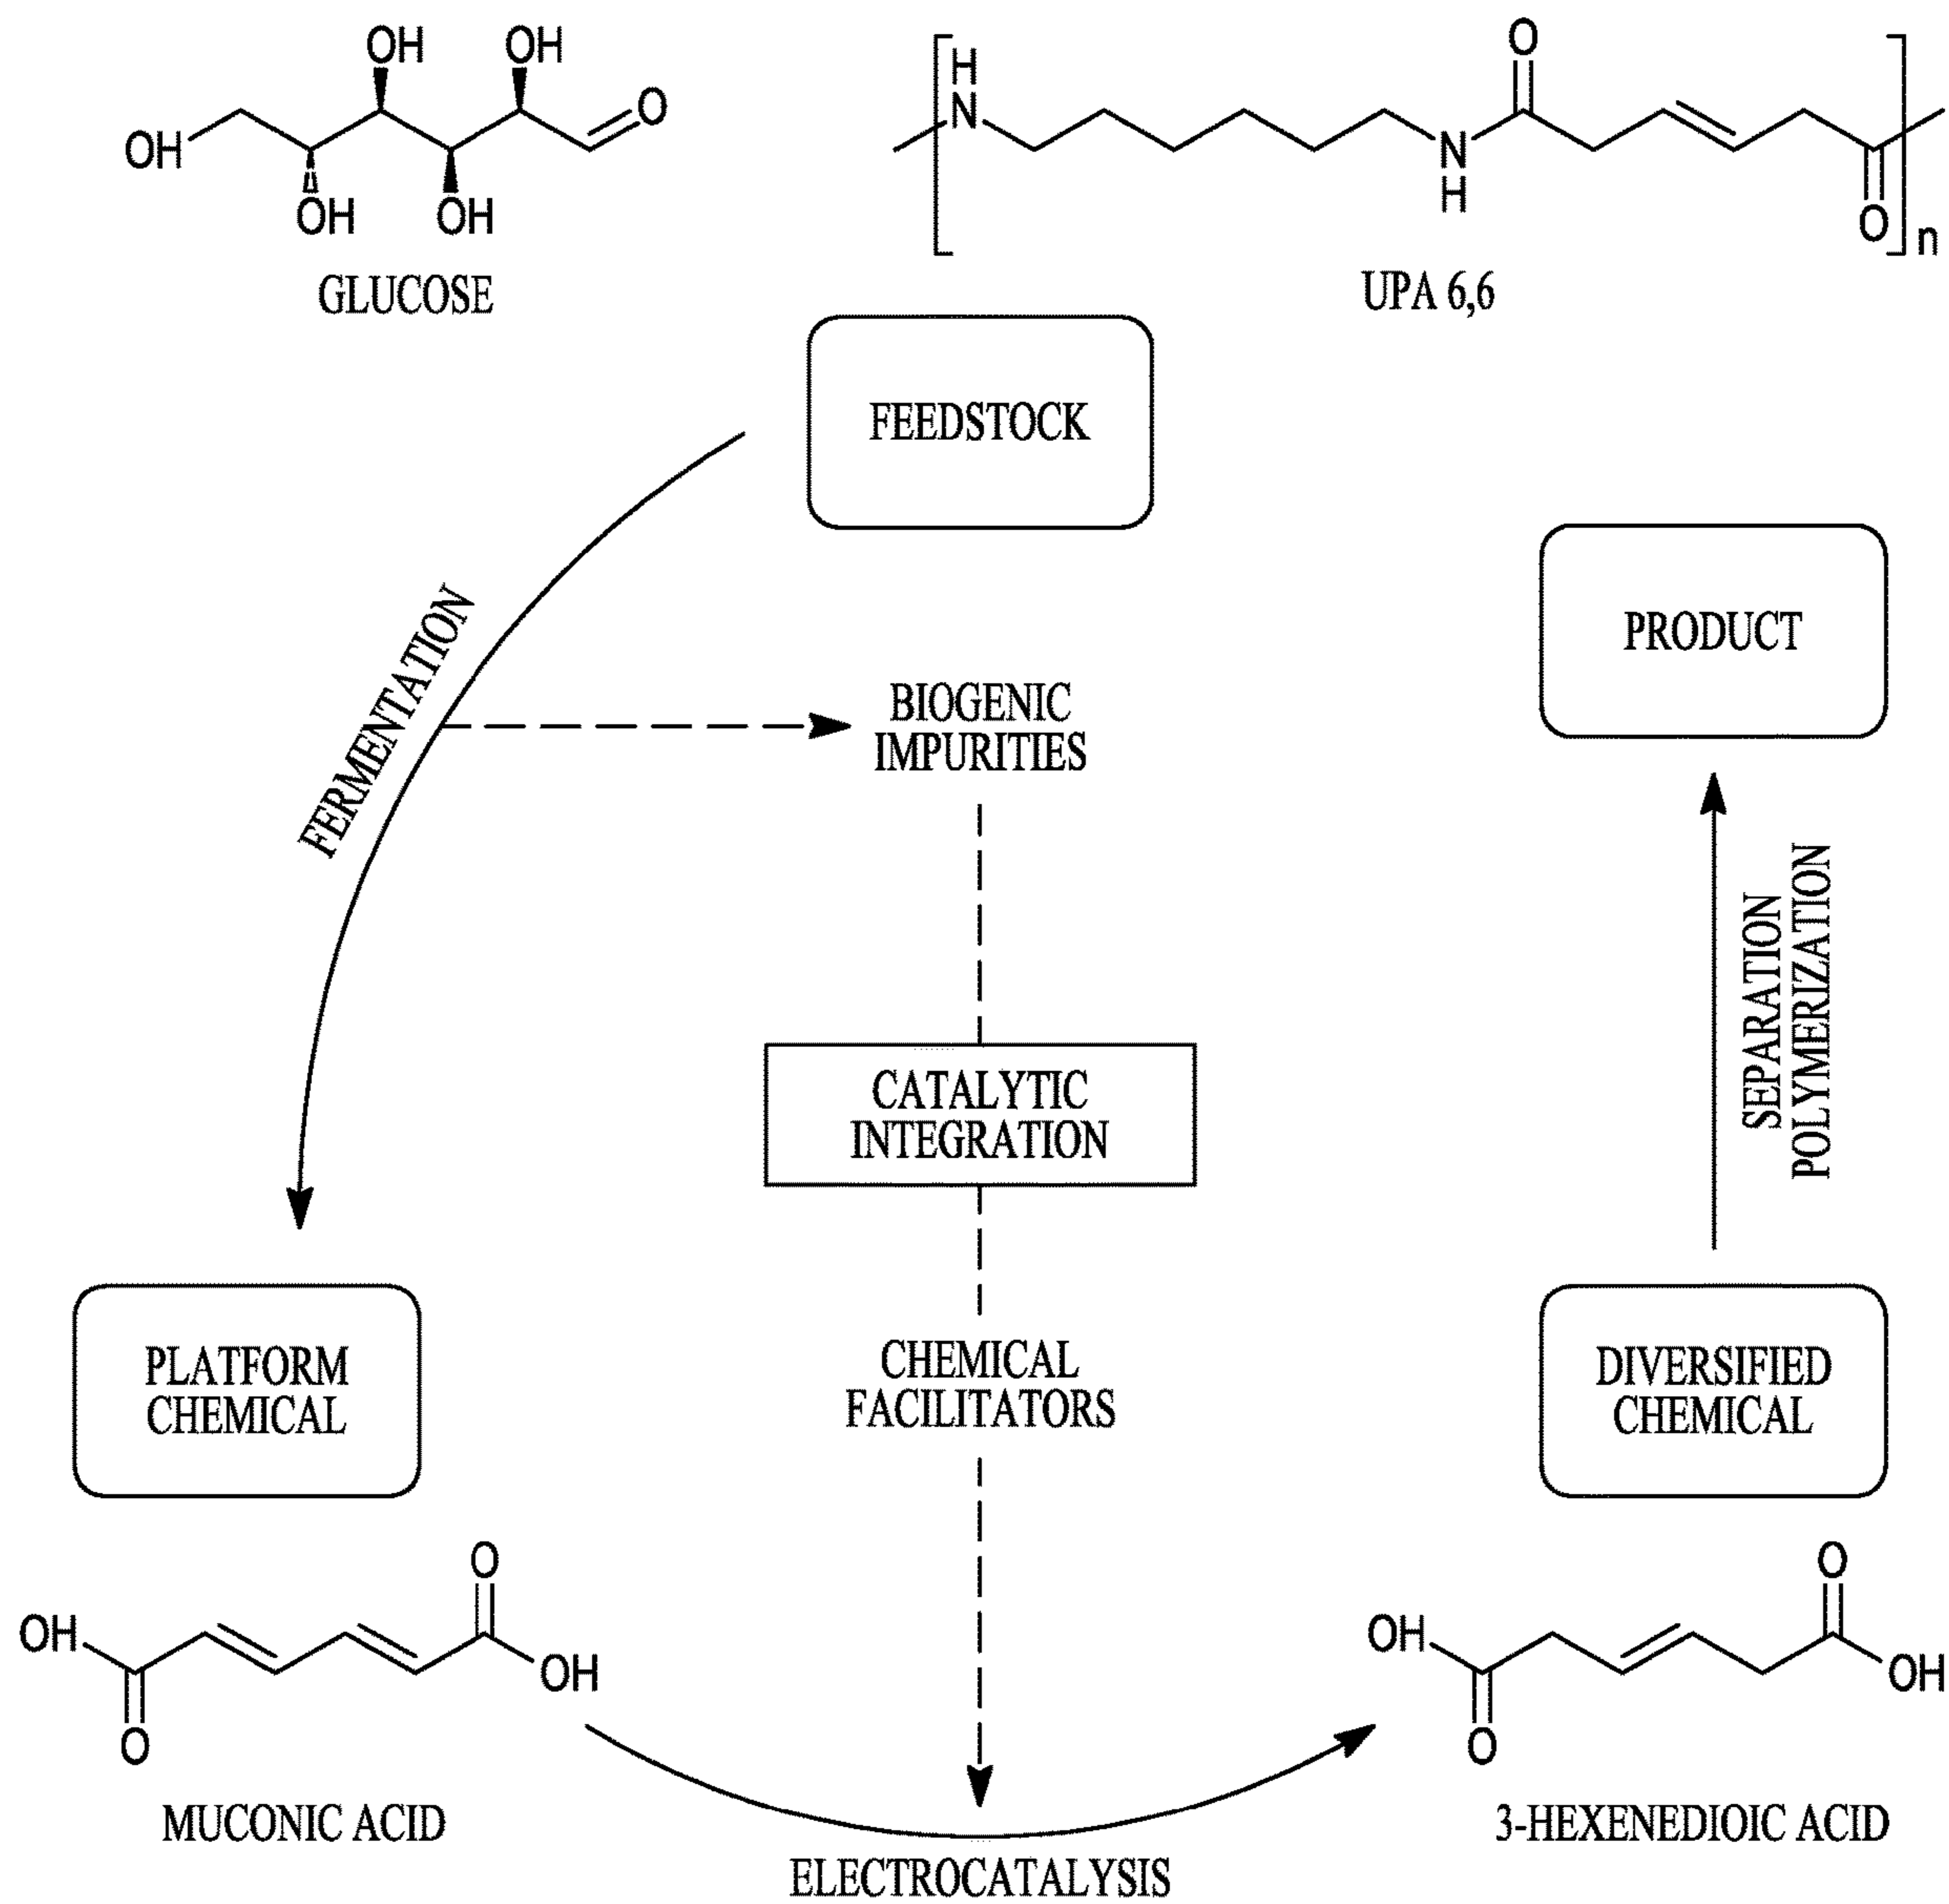 OH
OH
O
OH
OH
OH
GLUCOSE
H
N
O
N
H
O
n
UPA 6,6
FEEDSTOCK
PRODUCT
FERMENTATION
BIOGENIC
IMPURITIES
CATALYTIC
INTEGRATION
SEPARATION
POLYMERIZATION
PLATFORM
CHEMICAL
CHEMICAL
FACILITATORS
DIVERSIFIED
CHEMICAL
O
OH
OH
O
MUCONIC ACID
O
OH
OH
O
3-HEXENEDIOIC ACID
ELECTROCATALYSIS